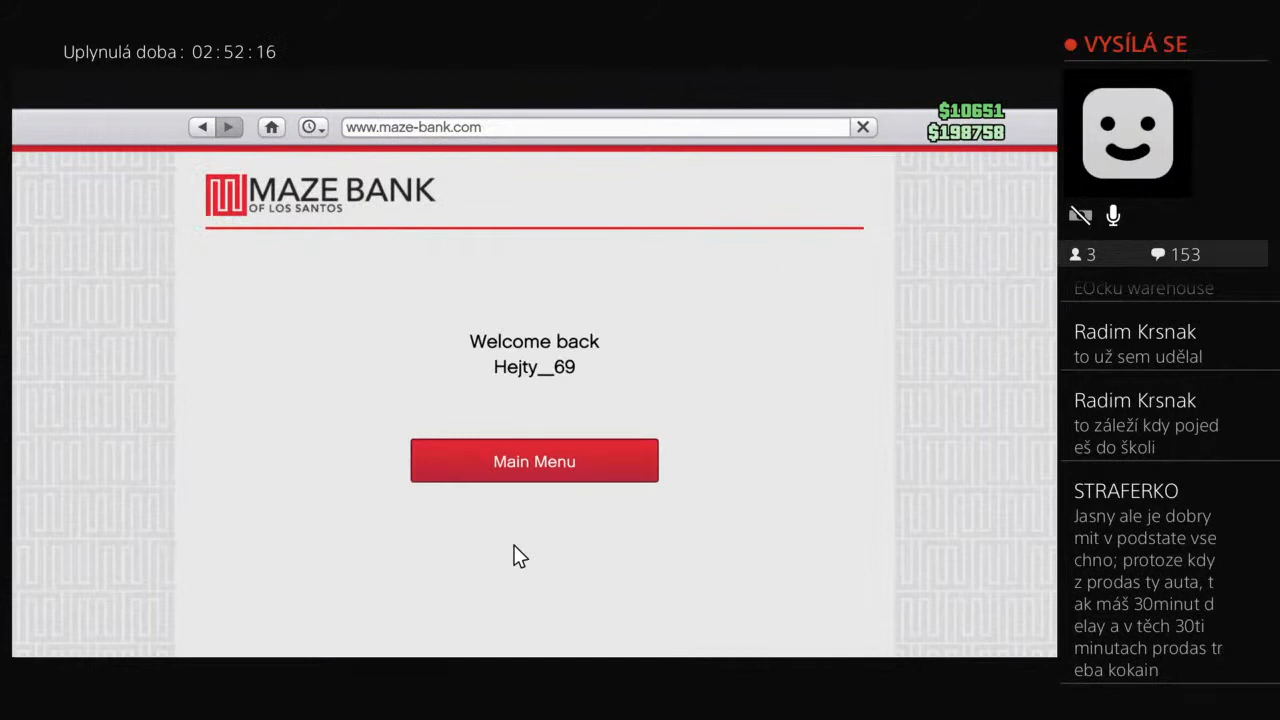 Uplynulá doba: 02:52:16
VYSÍLÁ SE
www.maze-bank.com
$10651
$198758
MAZE BANK
OF LOS SANTOS
Welcome back
Hejty__69
Main Menu
3 153
EOčku warehouse
Radim Krsnak
to už sem udělal
Radim Krsnak
to záleží kdy pojed
eš do školi
STRAFERKO
Jasny ale je dobry
mit v podstate vse
chno; protoze kdy
z prodas ty auta, t
ak máš 30minut d
elay a v těch 30ti
minutach prodas tr
eba kokain